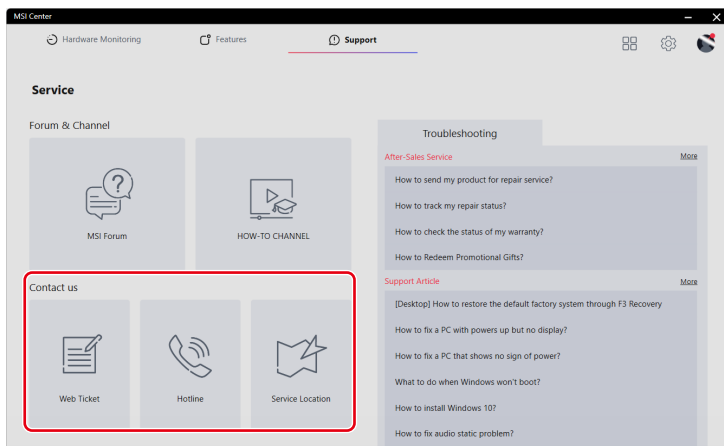 MSI Center
Hardware Monitoring
Features
Support
Service
Forum & Channel
MSI Forum
HOW-TO CHANNEL
Contact us
Web Ticket
Hotline
Service Location
Troubleshooting
After-Sales Service
More
How to send my product for repair service?
How to track my repair status?
How to check the status of my warranty?
How to Redeem Promotional Gifts?
Support Article
More
[Desktop] How to restore the default factory system through F3 Recovery
How to fix a PC with powers up but no display?
How to fix a PC that shows no sign of power?
What to do when Windows won't boot?
How to install Windows 10?
How to fix audio static problem?